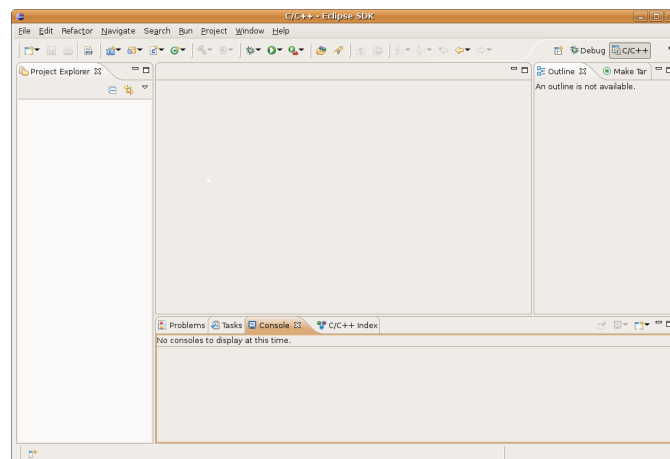 C/C++ - Eclipse SDK
File Edit Refactor Navigate Search Run Project Window Help
Debug C/C++
Project Explorer
Outline Make Tar
An outline is not available.
Problems Tasks Console C/C++ Index
No consoles to display at this time.